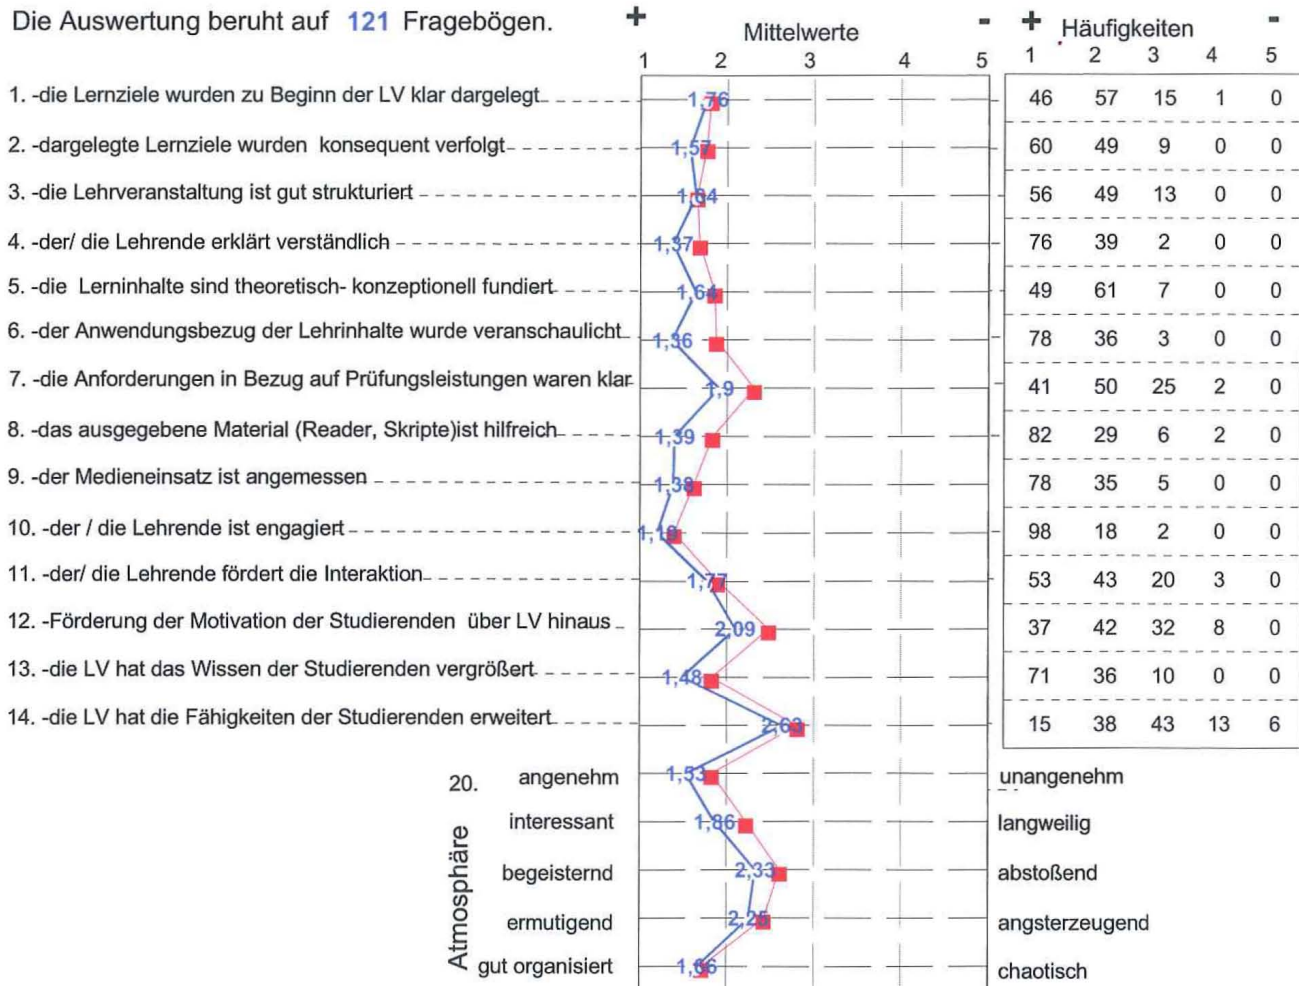 Die Auswertung beruht auf 121 Fragebögen.
+ Mittelwerte -
1 2 3 4 5
+ Häufigkeiten -
1 2 3 4 5
1. -die Lernziele wurden zu Beginn der LV klar dargelegt 1,76 46 57 15 1 0
2. -dargelegte Lernziele wurden konsequent verfolgt 1,57 60 49 9 0 0
3. -die Lehrveranstaltung ist gut strukturiert 1,64 56 49 13 0 0
4. -der/ die Lehrende erklärt verständlich 1,37 76 39 2 0 0
5. -die Lerninhalte sind theoretisch- konzeptionell fundiert 1,64 49 61 7 0 0
6. -der Anwendungsbezug der Lehrinhalte wurde veranschaulicht 1,36 78 36 3 0 0
7. -die Anforderungen in Bezug auf Prüfungsleistungen waren klar 1,9 41 50 25 2 0
8. -das ausgegebene Material (Reader, Skripte)ist hilfreich 1,39 82 29 6 2 0
9. -der Medieneinsatz ist angemessen 1,38 78 35 5 0 0
10. -der / die Lehrende ist engagiert 1,19 98 18 2 0 0
11. -der/ die Lehrende fördert die Interaktion 1,77 53 43 20 3 0
12. -Förderung der Motivation der Studierenden über LV hinaus 2,09 37 42 32 8 0
13. -die LV hat das Wissen der Studierenden vergrößert 1,48 71 36 10 0 0
14. -die LV hat die Fähigkeiten der Studierenden erweitert 2,63 15 38 43 13 6
20. Atmosphäre
angenehm 1,53 unangenehm
interessant 1,86 langweilig
begeisternd 2,33 abstoßend
ermutigend 2,25 angsterzeugend
gut organisiert 1,66 chaotisch